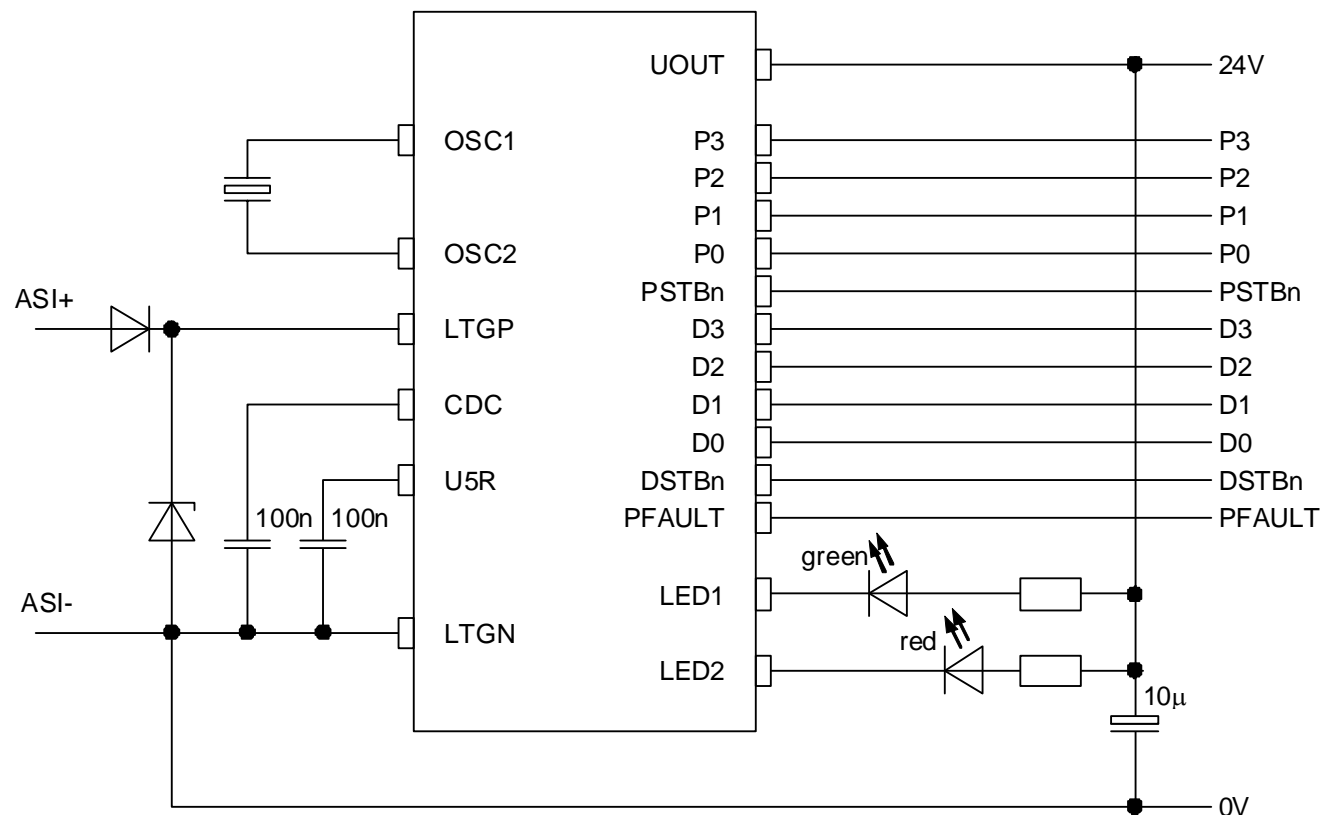 UOUT 24V
OSC1 P3 P3
P2 P2
P1 P1
OSC2 P0 P0
PSTBn PSTBn
ASI+
LTGP D3 D3
D2 D2
CDC D1 D1
D0 D0
U5R DSTBn DSTBn
100n 100n PFAULT PFAULT
green
LED1
ASI-
LTGN
red
LED2
10μ
0V